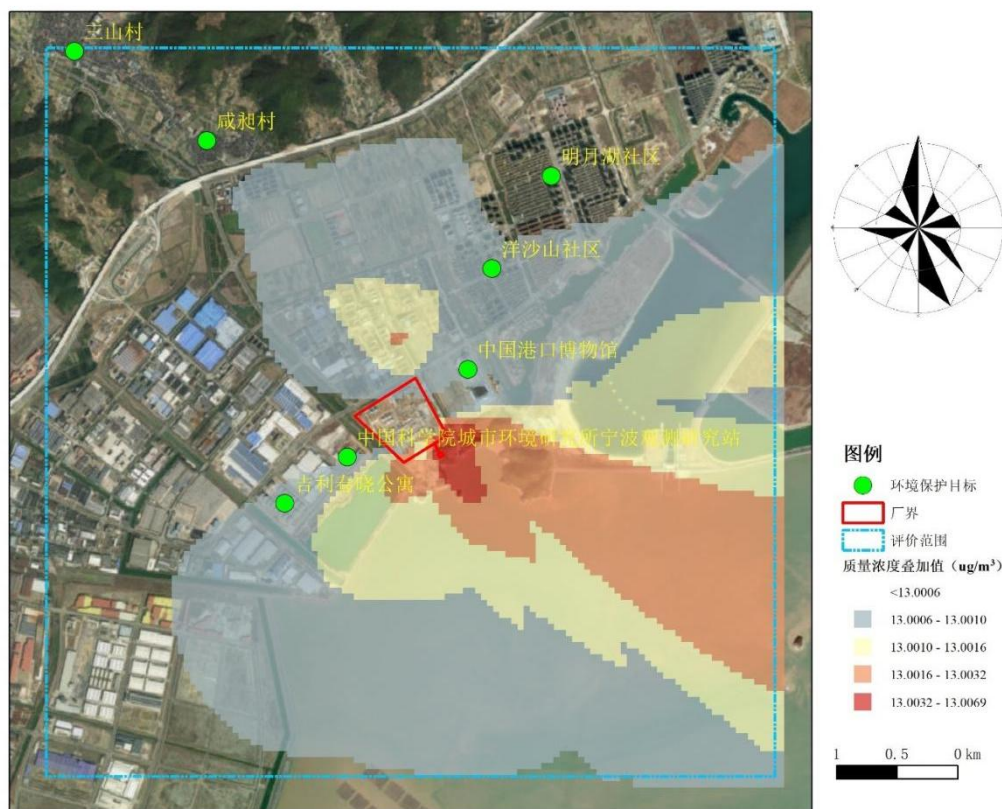 三山村
咸昶村
明月湖社区
洋沙山社区
中国港口博物馆
中国科学院城市环境研究所宁波观测研究站
吉利春晓公寓
图例
环境保护目标
厂界
评价范围
质量浓度叠加值（ug/m³）
<13.0006
13.0006 - 13.0010
13.0010 - 13.0016
13.0016 - 13.0032
13.0032 - 13.0069
1 0.5 0 km